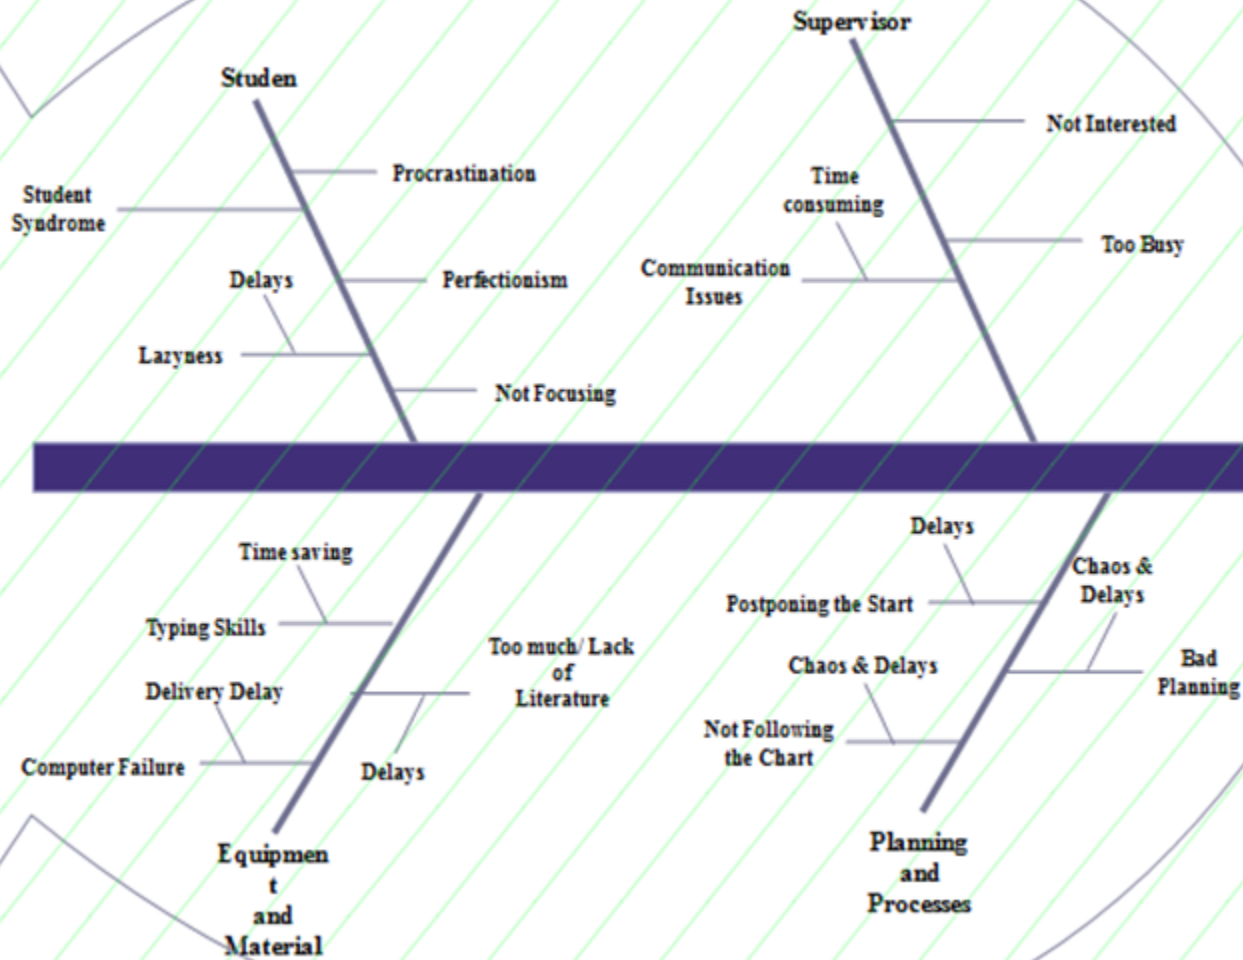 Supervisor
Studen
Not Interested
Procrastination
Time
consuming
Student
Syndrome
Too Busy
Communication
Issues
Delays
Perfectionism
Lazyness
Not Focusing
Delays
Time saving
Chaos &
Delays
Postponing the Start
Typing Skills
Too much/ Lack
of
Literature
Chaos & Delays
Bad
Planning
Delivery Delay
Not Following
the Chart
Computer Failure
Delays
Equipmen
t
and
Material
Planning
and
Processes